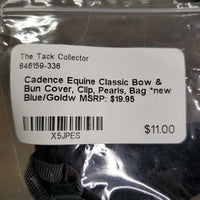 The Tack Collector
846159-336
Cadence Equine Classic Bow &
Bun Cover, Clip, Pearls, Bag *new
Blue/Goldw MSRP: $19.95
X5JPES
$11.00